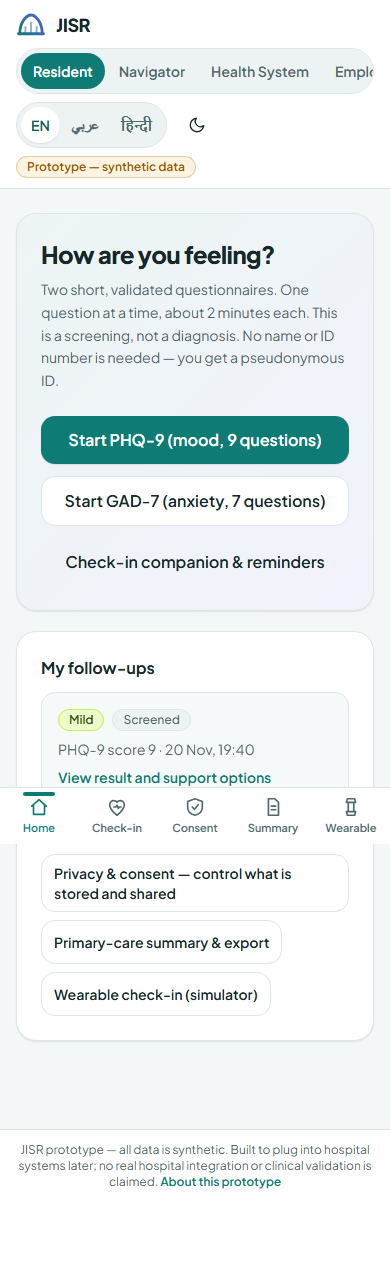 JISR
Resident Navigator Health System
EN عربي हिन्दी
Prototype — synthetic data
How are you feeling?
Two short, validated questionnaires. One
question at a time, about 2 minutes each. This
is a screening, not a diagnosis. No name or ID
number is needed — you get a pseudonymous
ID.
Start PHQ-9 (mood, 9 questions)
Start GAD-7 (anxiety, 7 questions)
Check-in companion & reminders
My follow-ups
Mild Screened
PHQ-9 score 9 · 20 Nov, 19:40
View result and support options
Home Check-in Consent Summary Wearable
Privacy & consent — control what is
stored and shared
Primary-care summary & export
Wearable check-in (simulator)
JISR prototype — all data is synthetic. Built to plug into hospital
systems later; no real hospital integration or clinical validation is
claimed. About this prototype